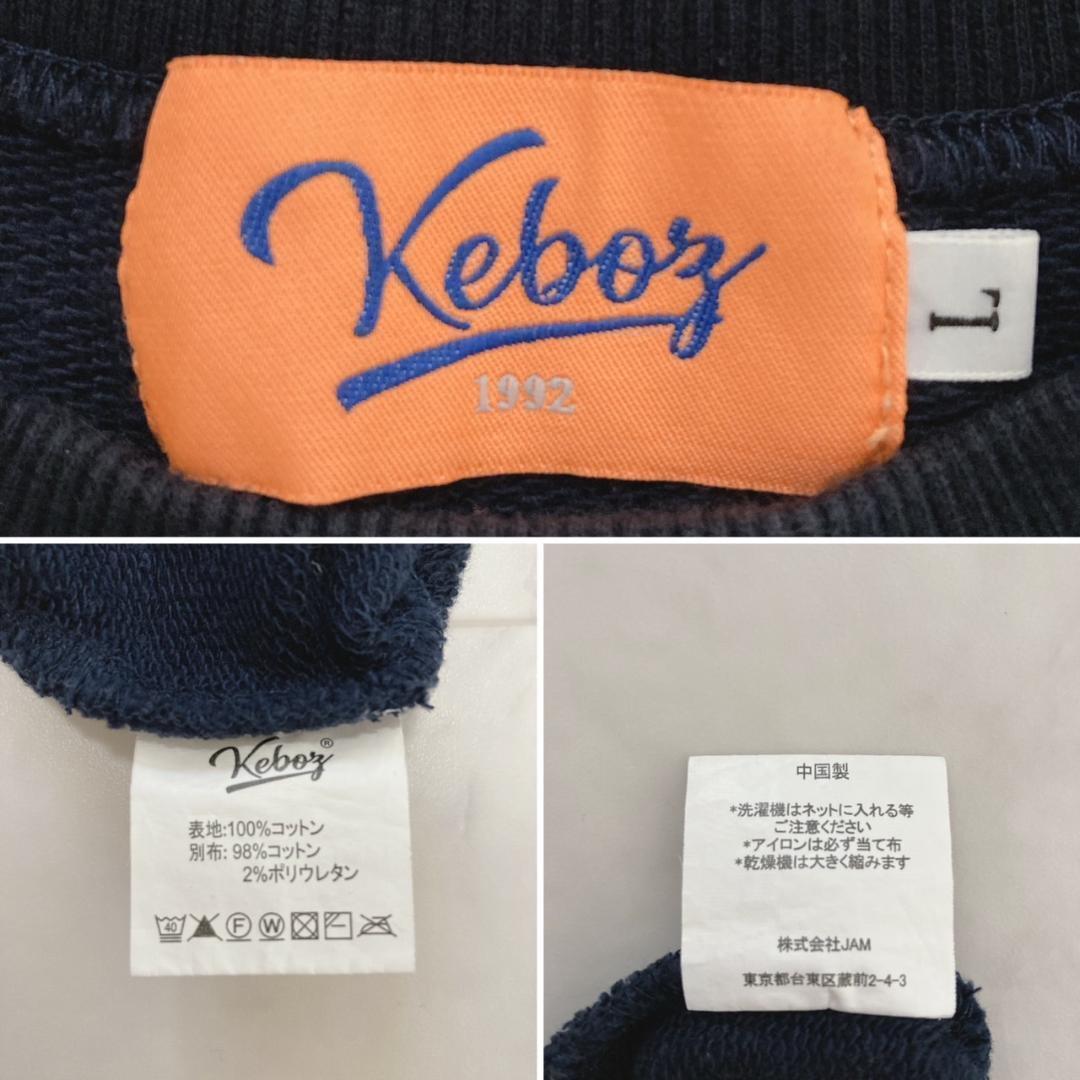 Keboz
1992
L
Keboz®
表地:100%コットン
別布: 98%コットン
2%ポリウレタン
40 F W
中国製
*洗濯機はネットに入れる等
ご注意ください
*アイロンは必ず当て布
*乾燥機は大きく縮みます
株式会社JAM
東京都台東区蔵前2-4-3